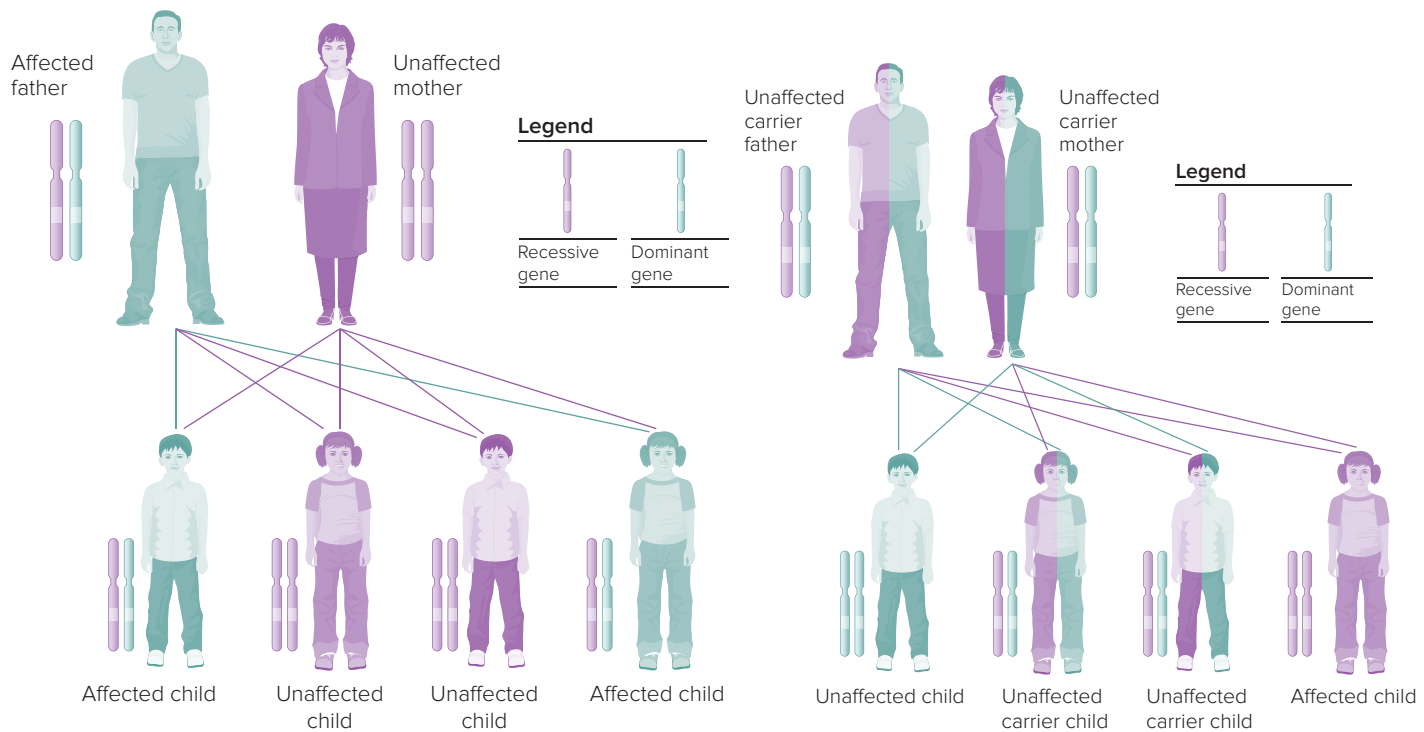 Affected
father
Unaffected
mother
Legend
Recessive
gene
Dominant
gene
Affected child
Unaffected
child
Unaffected
child
Affected child
Unaffected
carrier
father
Unaffected
carrier
mother
Legend
Recessive
gene
Dominant
gene
Unaffected child
Unaffected
carrier child
Unaffected
carrier child
Affected child